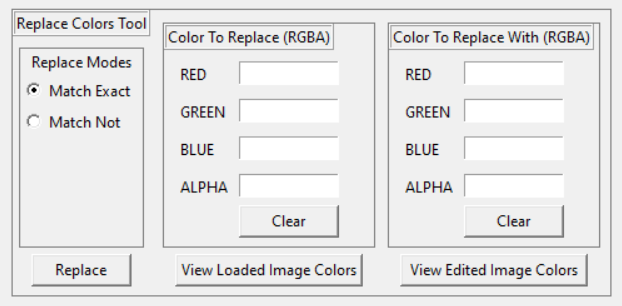 Replace Colors Tool
Replace Modes
Match Exact
Match Not
Replace
Color To Replace (RGBA)
RED
GREEN
BLUE
ALPHA
Clear
View Loaded Image Colors
Color To Replace With (RGBA)
RED
GREEN
BLUE
ALPHA
Clear
View Edited Image Colors